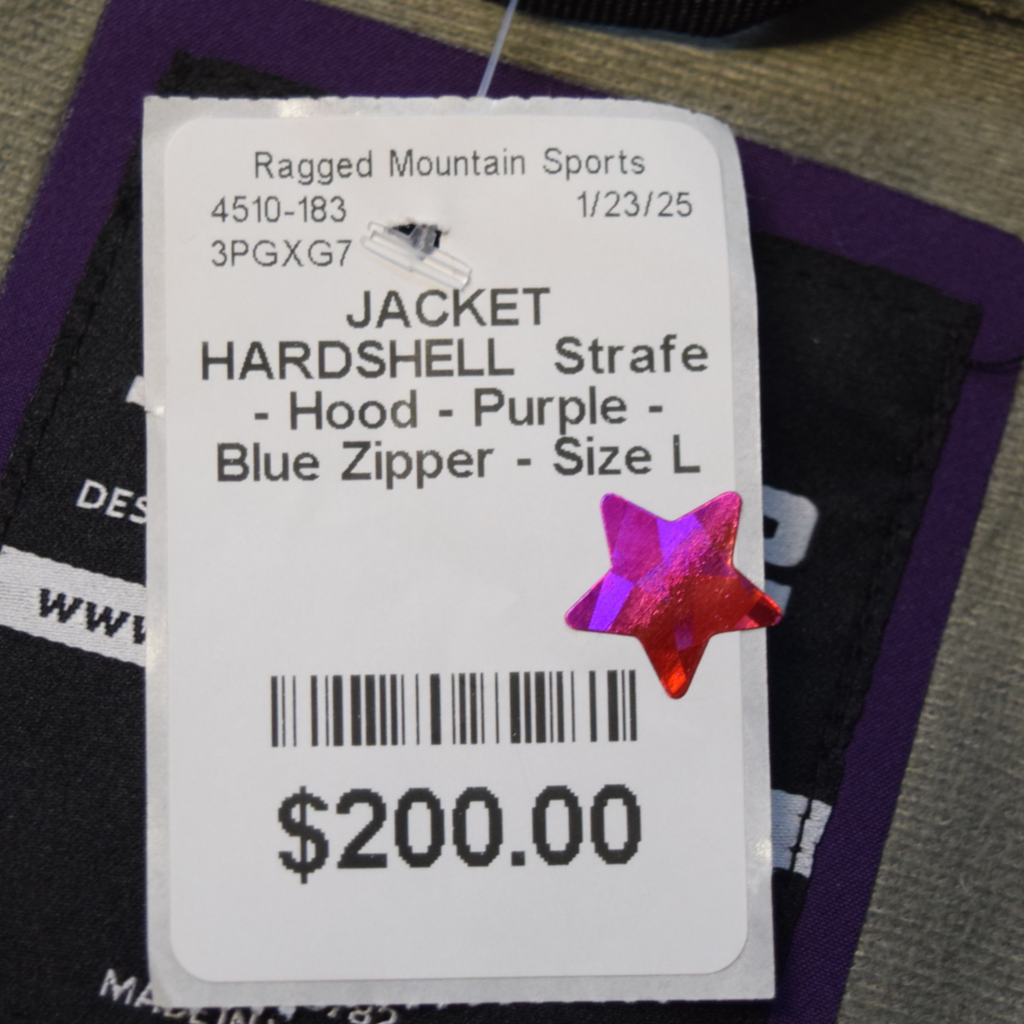 Ragged Mountain Sports
4510-183 1/23/25
3PGXG7
JACKET
HARDSHELL Strafe
- Hood - Purple -
Blue Zipper - Size L
$200.00